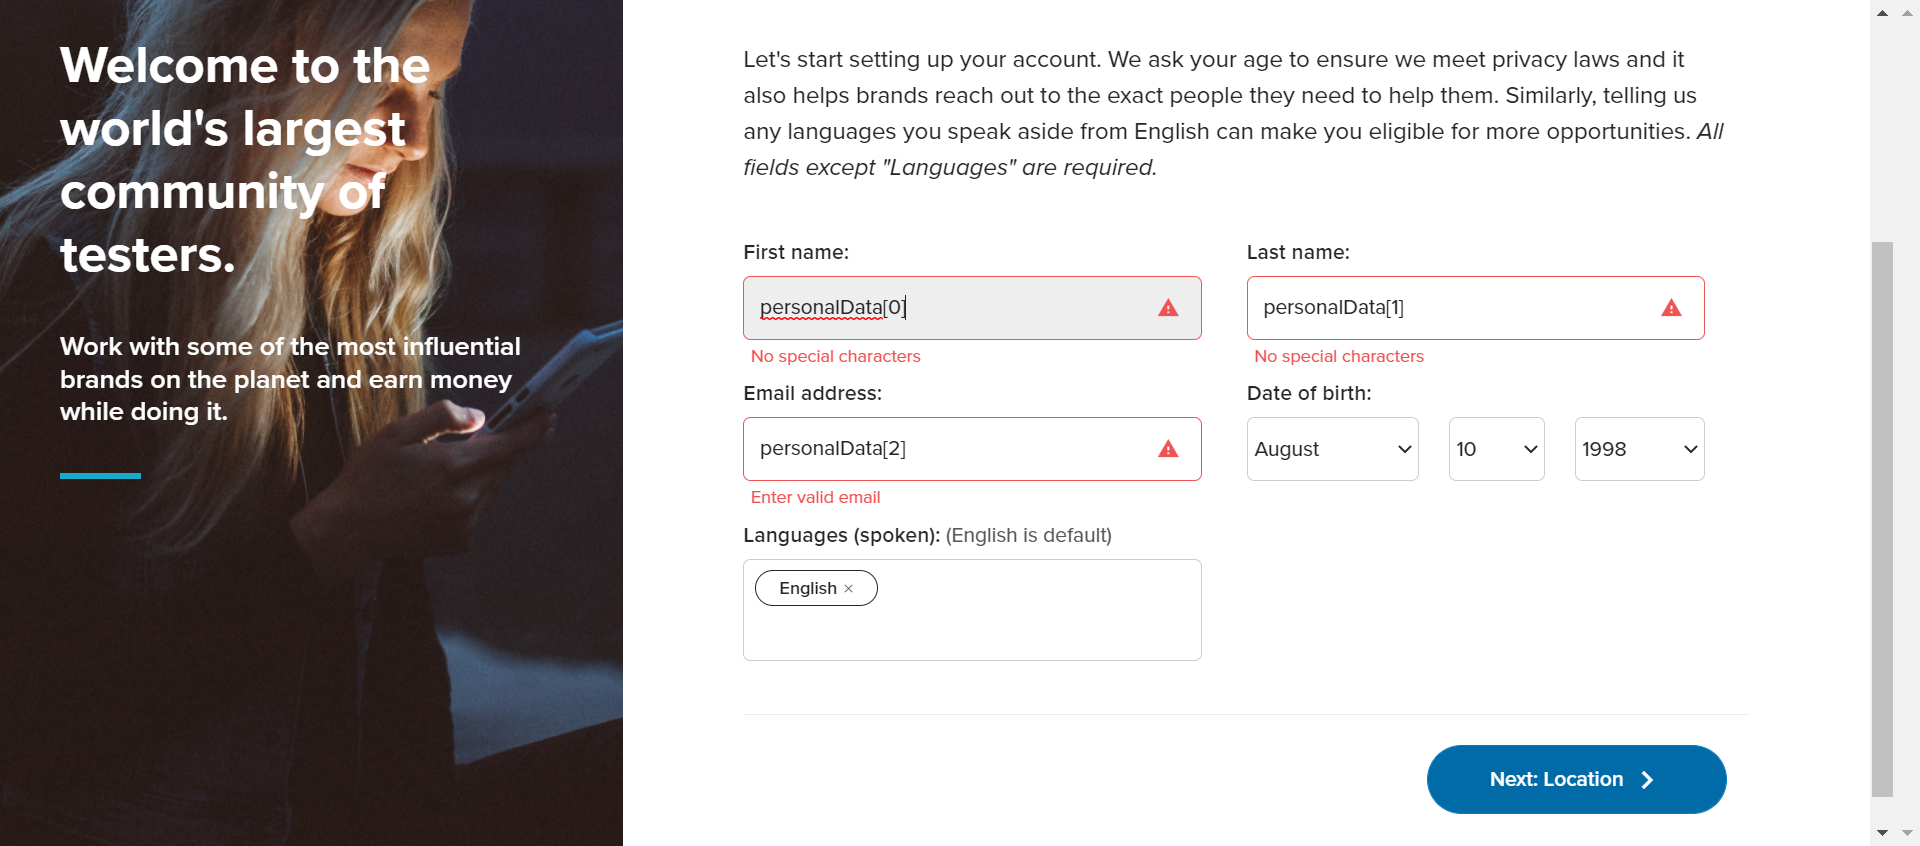 Welcome to the
world's largest
community of
testers.
Work with some of the most influential
brands on the planet and earn money
while doing it.
Let's start setting up your account. We ask your age to ensure we meet privacy laws and it
also helps brands reach out to the exact people they need to help them. Similarly, telling us
any languages you speak aside from English can make you eligible for more opportunities. All
fields except "Languages" are required.
First name:
Last name:
personalData[0]
personalData[1]
No special characters
No special characters
Email address:
Date of birth:
personalData[2]
August
10
1998
Enter valid email
Languages (spoken): (English is default)
English ×
Next: Location